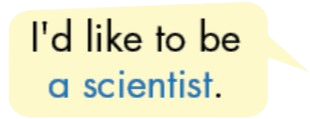 I'd like to be
a scientist.